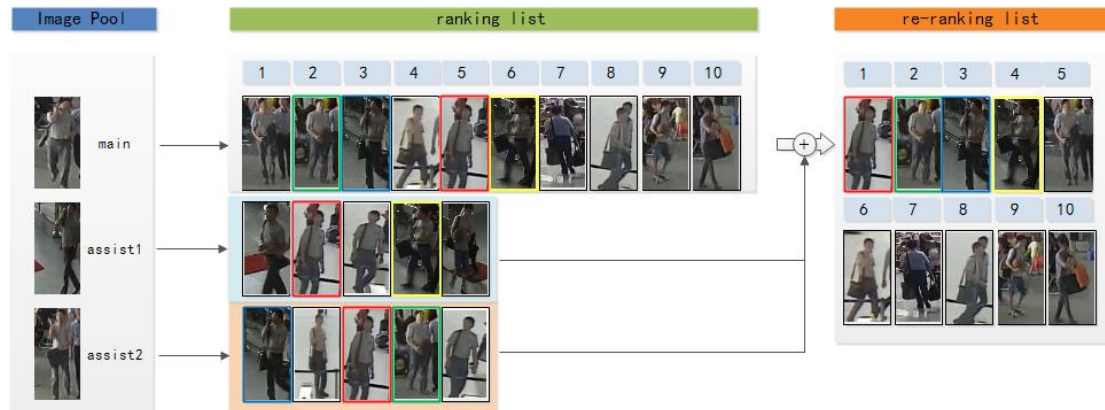 Image Pool
ranking list
re-ranking list
1 2 3 4 5 6 7 8 9 10
1 2 3 4 5
main
assist1
6 7 8 9 10
assist2